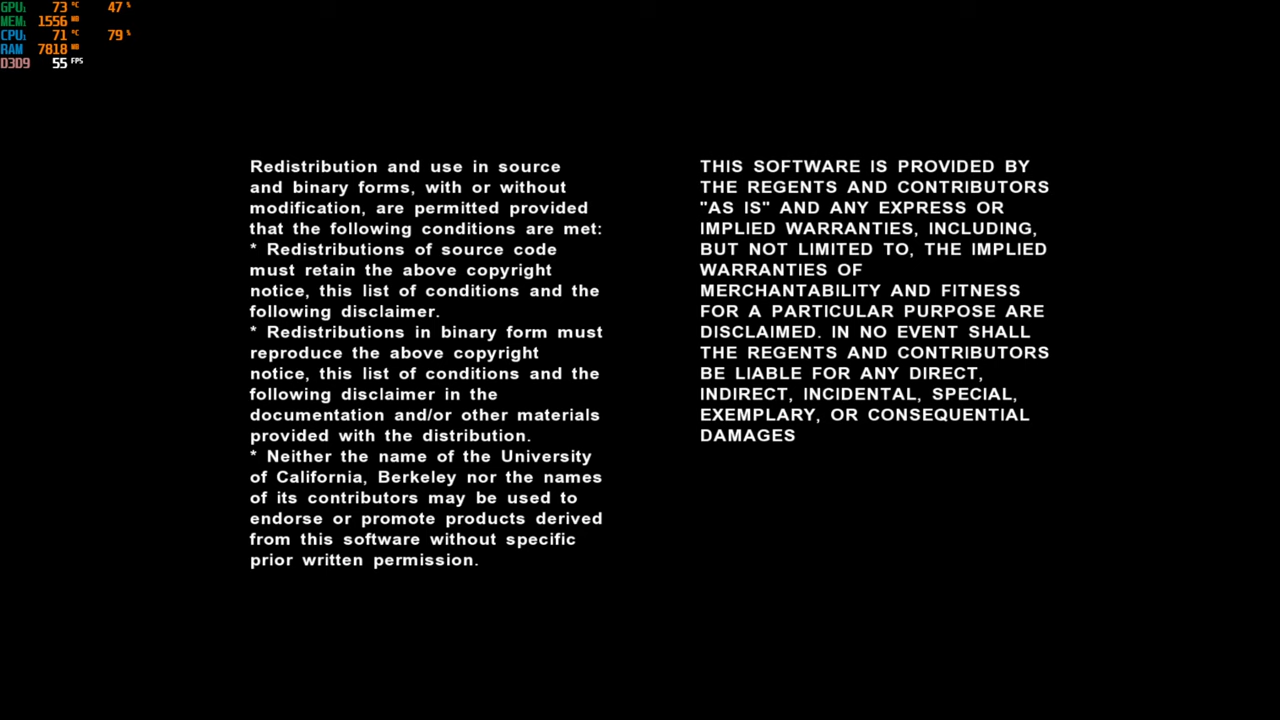 GPU: 73 °C 47 %
MEM: 1556 MB
CPU: 71 °C 79 %
RAM 7818 MB
D3D9 55 FPS
Redistribution and use in source
and binary forms, with or without
modification, are permitted provided
that the following conditions are met:
* Redistributions of source code
must retain the above copyright
notice, this list of conditions and the
following disclaimer.
* Redistributions in binary form must
reproduce the above copyright
notice, this list of conditions and the
following disclaimer in the
documentation and/or other materials
provided with the distribution.
* Neither the name of the University
of California, Berkeley nor the names
of its contributors may be used to
endorse or promote products derived
from this software without specific
prior written permission.
THIS SOFTWARE IS PROVIDED BY
THE REGENTS AND CONTRIBUTORS
"AS IS" AND ANY EXPRESS OR
IMPLIED WARRANTIES, INCLUDING,
BUT NOT LIMITED TO, THE IMPLIED
WARRANTIES OF
MERCHANTABILITY AND FITNESS
FOR A PARTICULAR PURPOSE ARE
DISCLAIMED. IN NO EVENT SHALL
THE REGENTS AND CONTRIBUTORS
BE LIABLE FOR ANY DIRECT,
INDIRECT, INCIDENTAL, SPECIAL,
EXEMPLARY, OR CONSEQUENTIAL
DAMAGES